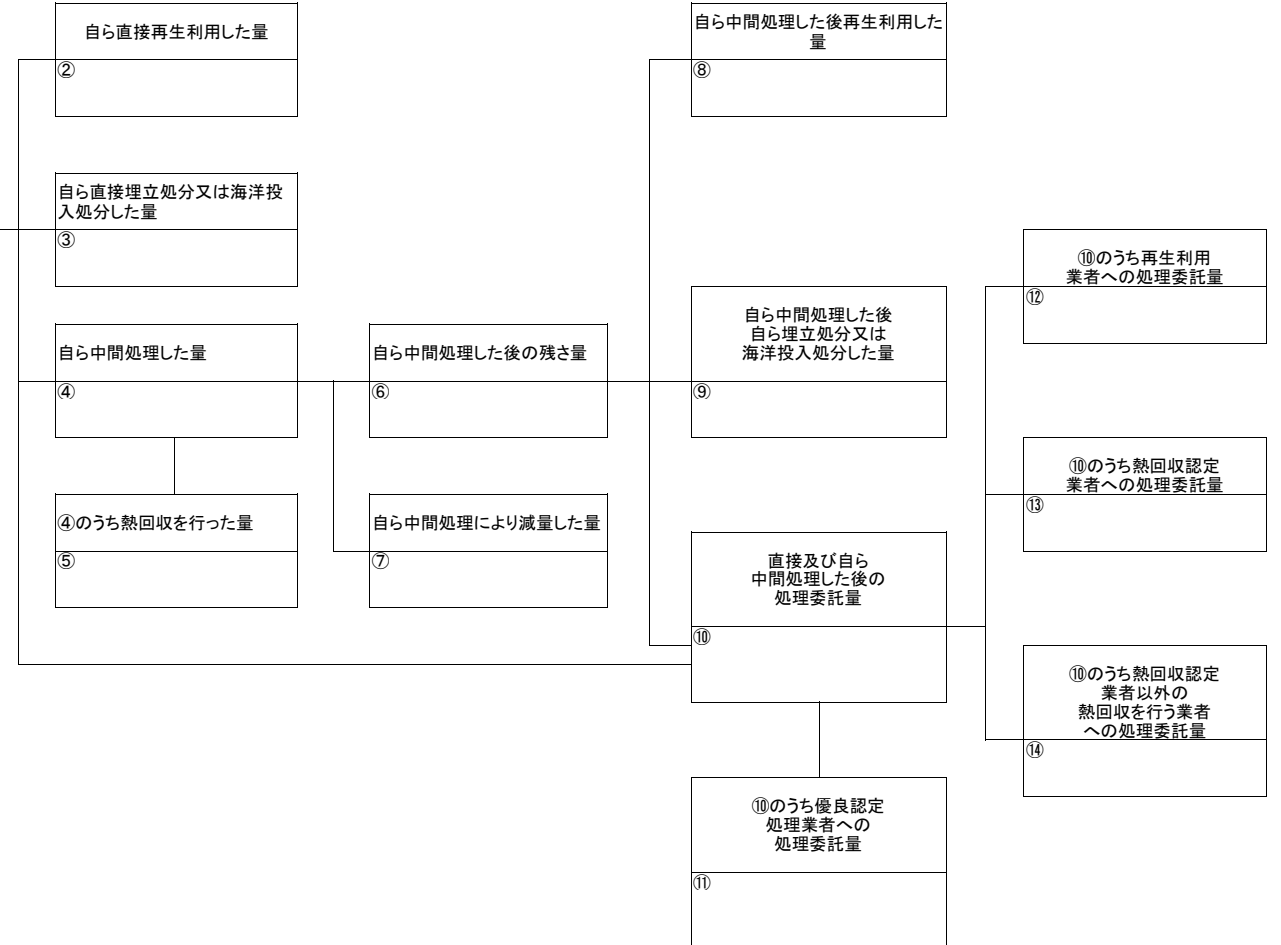 自ら直接再生利用した量
②
自ら直接埋立処分又は海洋投
入処分した量
③
自ら中間処理した量
④
④のうち熱回収を行った量
⑤
自ら中間処理した後の残さ量
⑥
自ら中間処理により減量した量
⑦
自ら中間処理した後再生利用した
量
⑧
自ら中間処理した後
自ら埋立処分又は
海洋投入処分した量
⑨
直接及び自ら
中間処理した後の
処理委託量
⑩
⑩のうち優良認定
処理業者への
処理委託量
⑪
⑩のうち再生利用
業者への処理委託量
⑫
⑩のうち熱回収認定
業者への処理委託量
⑬
⑩のうち熱回収認定
業者以外の
熱回収を行う業者
への処理委託量
⑭